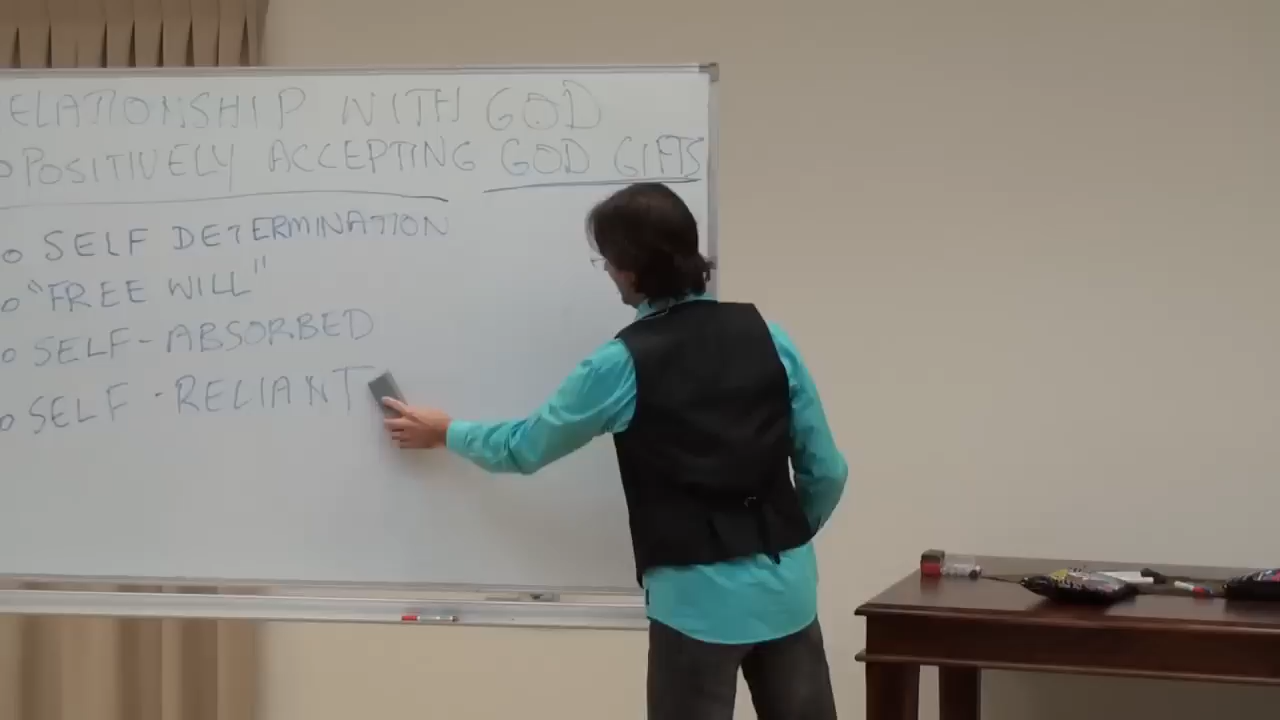 ELATIONSHIP WITH GOD
o POSITIVELY ACCEPTING GOD GIFTS
o SELF DETERMINATION
o "FREE WILL"
o SELF-ABSORBED
o SELF-RELIANT